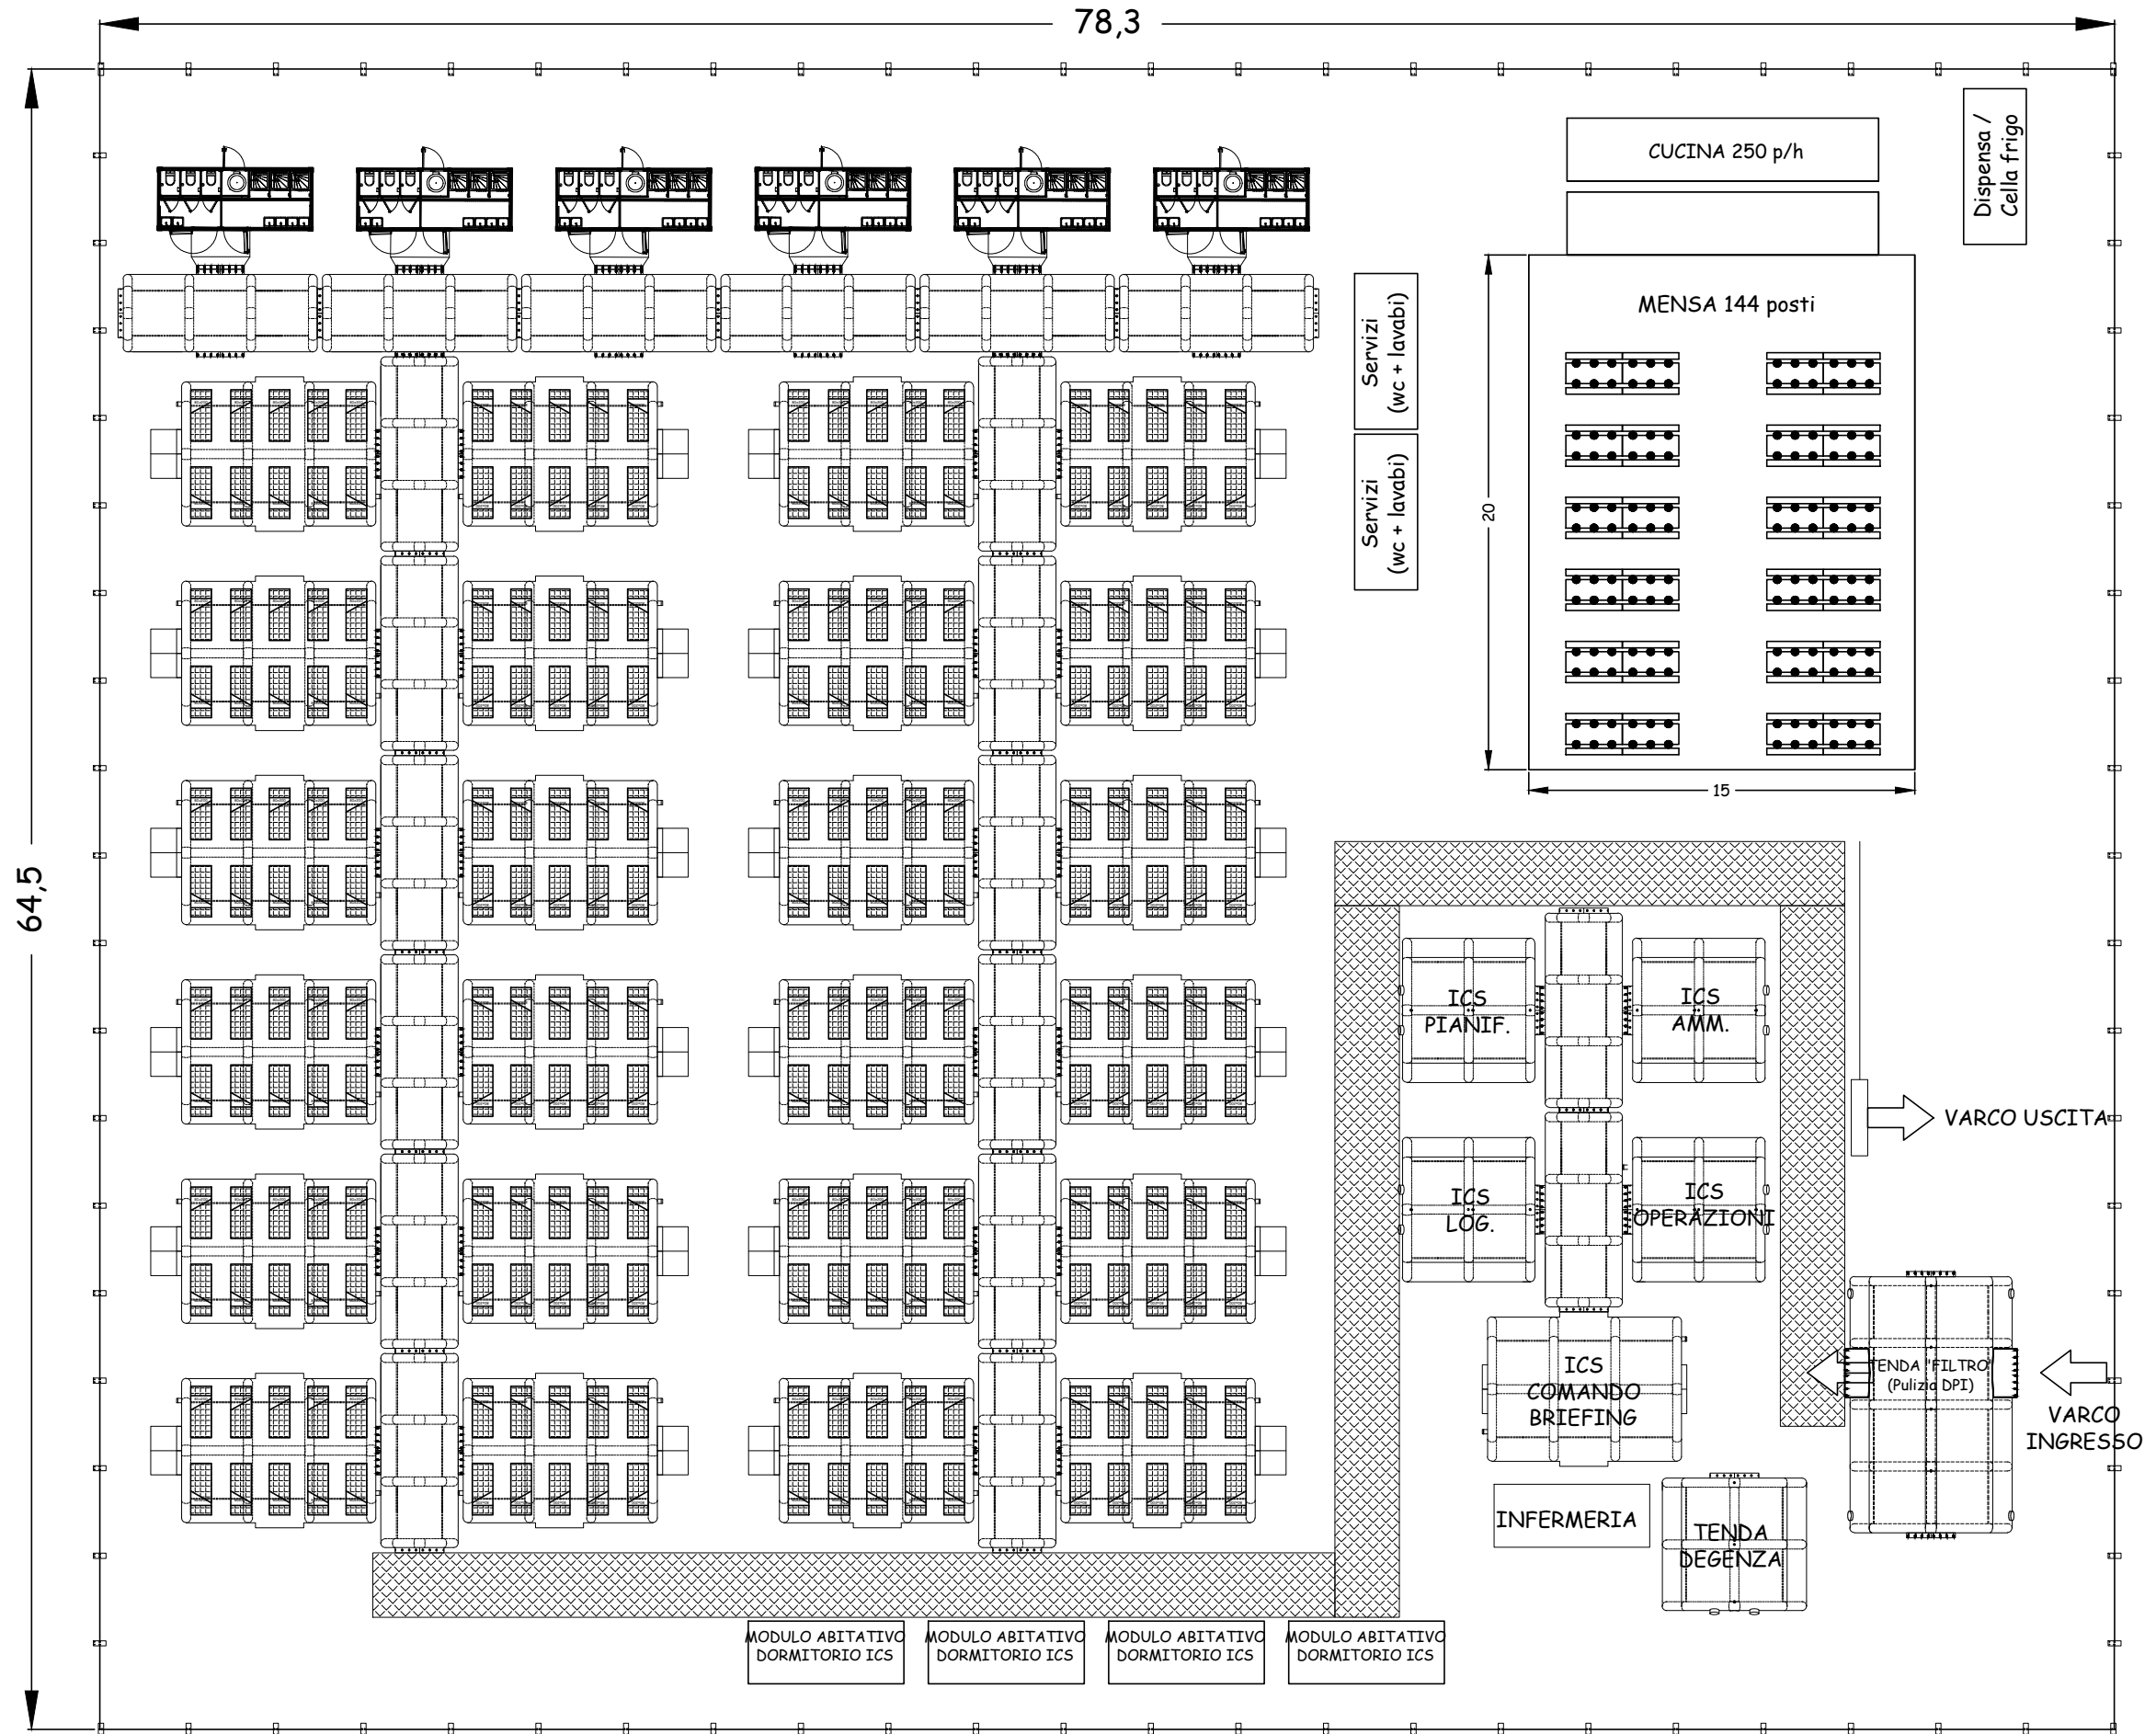 78,3
64,5
CUCINA 250 p/h
Dispensa /
Cella frigo
MENSA 144 posti
Servizi
(wc + lavabi)
Servizi
(wc + lavabi)
20
15
ICS
PIANIF.
ICS
AMM.
VARCO USCITA
ICS
LOG.
ICS
OPERAZIONI
ICS
COMANDO
BRIEFING
TENDA "FILTRO"
(Pulizia DPI)
VARCO
INGRESSO
INFERMERIA
TENDA
DEGENZA
MODULO ABITATIVO
DORMITORIO ICS
MODULO ABITATIVO
DORMITORIO ICS
MODULO ABITATIVO
DORMITORIO ICS
MODULO ABITATIVO
DORMITORIO ICS